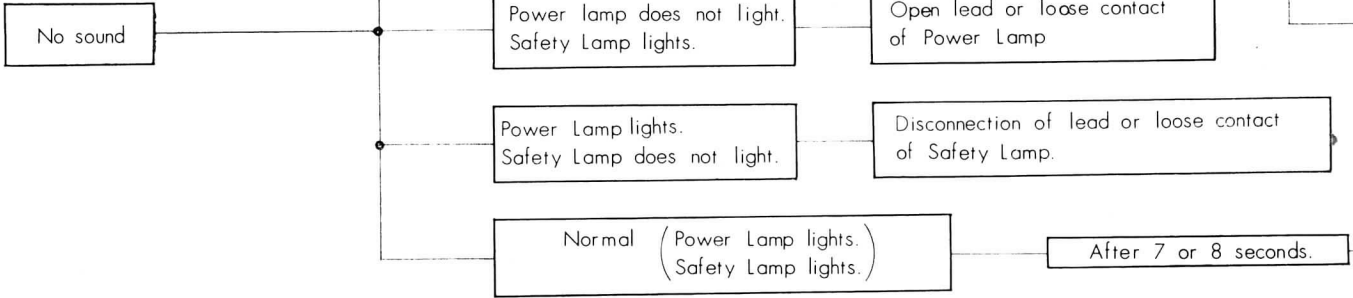 No sound
Power lamp does not light.
Safety Lamp lights.
Open lead or loose contact
of Power Lamp
Power Lamp lights.
Safety Lamp does not light.
Disconnection of lead or loose contact
of Safety Lamp.
Normal (Power Lamp lights.
Safety Lamp lights.)
After 7 or 8 seconds.